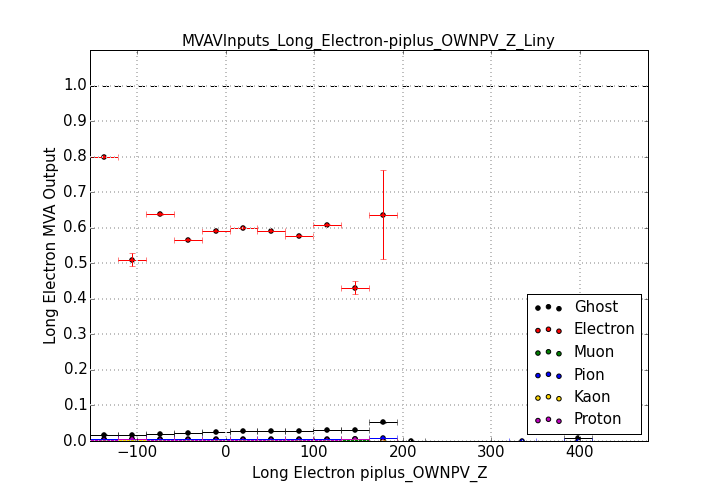 MVAVInputs_Long_Electron-piplus_OWNPV_Z_Liny
Long Electron MVA Output
1.0
0.9
0.8
0.7
0.6
0.5
0.4
0.3
0.2
0.1
0.0
Ghost
Electron
Muon
Pion
Kaon
Proton
−100 0 100 200 300 400
Long Electron piplus_OWNPV_Z